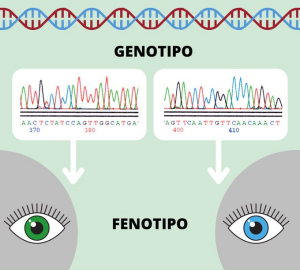 GENOTIPO
AACTCTATCCAGTTGGCATGA
370 380
AGTTCAATTGTTCAACAAACT
400 410
FENOTIPO